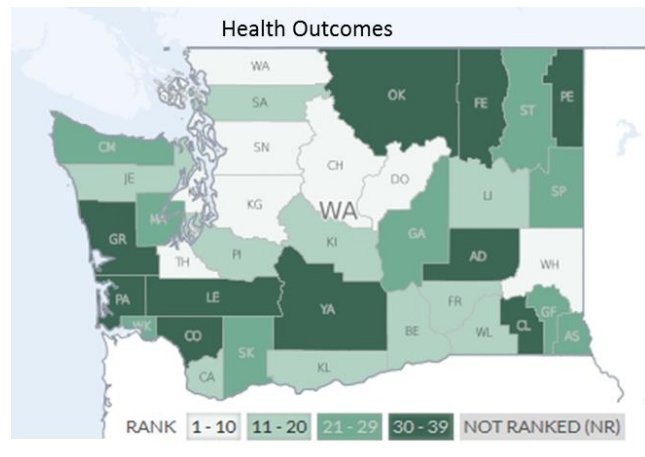 Health Outcomes
WA
OK
FE
ST
PE
SA
CM
SN
CH
JE
DO
LI
SP
KG
WA
MA
GR
KI
GA
PI
TH
AD
WH
PA
LE
YA
FR
GF
WK
CO
BE
WL
CL
AS
SK
KL
CA
RANK 1 - 10 11 - 20 21 - 29 30 - 39 NOT RANKED (NR)